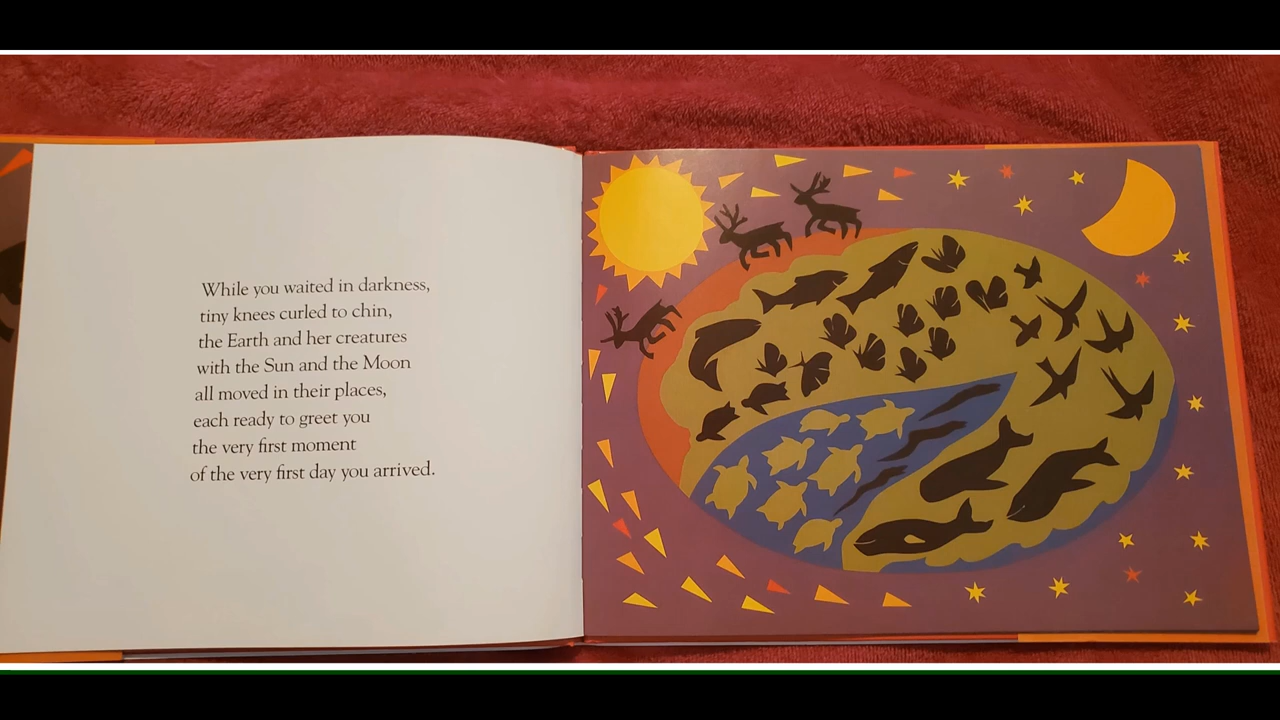 While you waited in darkness,
tiny knees curled to chin,
the Earth and her creatures
with the Sun and the Moon
all moved in their places,
each ready to greet you
the very first moment
of the very first day you arrived.